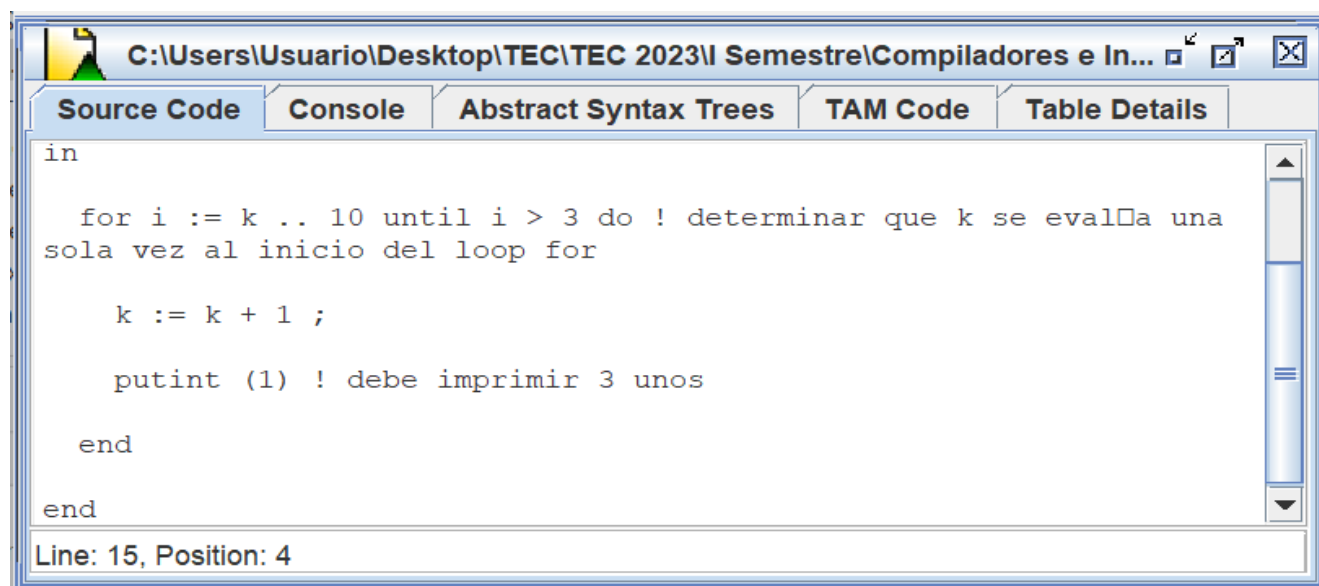 C:\Users\Usuario\Desktop\TEC\TEC 2023\I Semestre\Compiladores e In...
Source Code Console Abstract Syntax Trees TAM Code Table Details
in
for i := k .. 10 until i > 3 do ! determinar que k se eval□a una
sola vez al inicio del loop for
k := k + 1 ;
putint (1) ! debe imprimir 3 unos
end
end
Line: 15, Position: 4